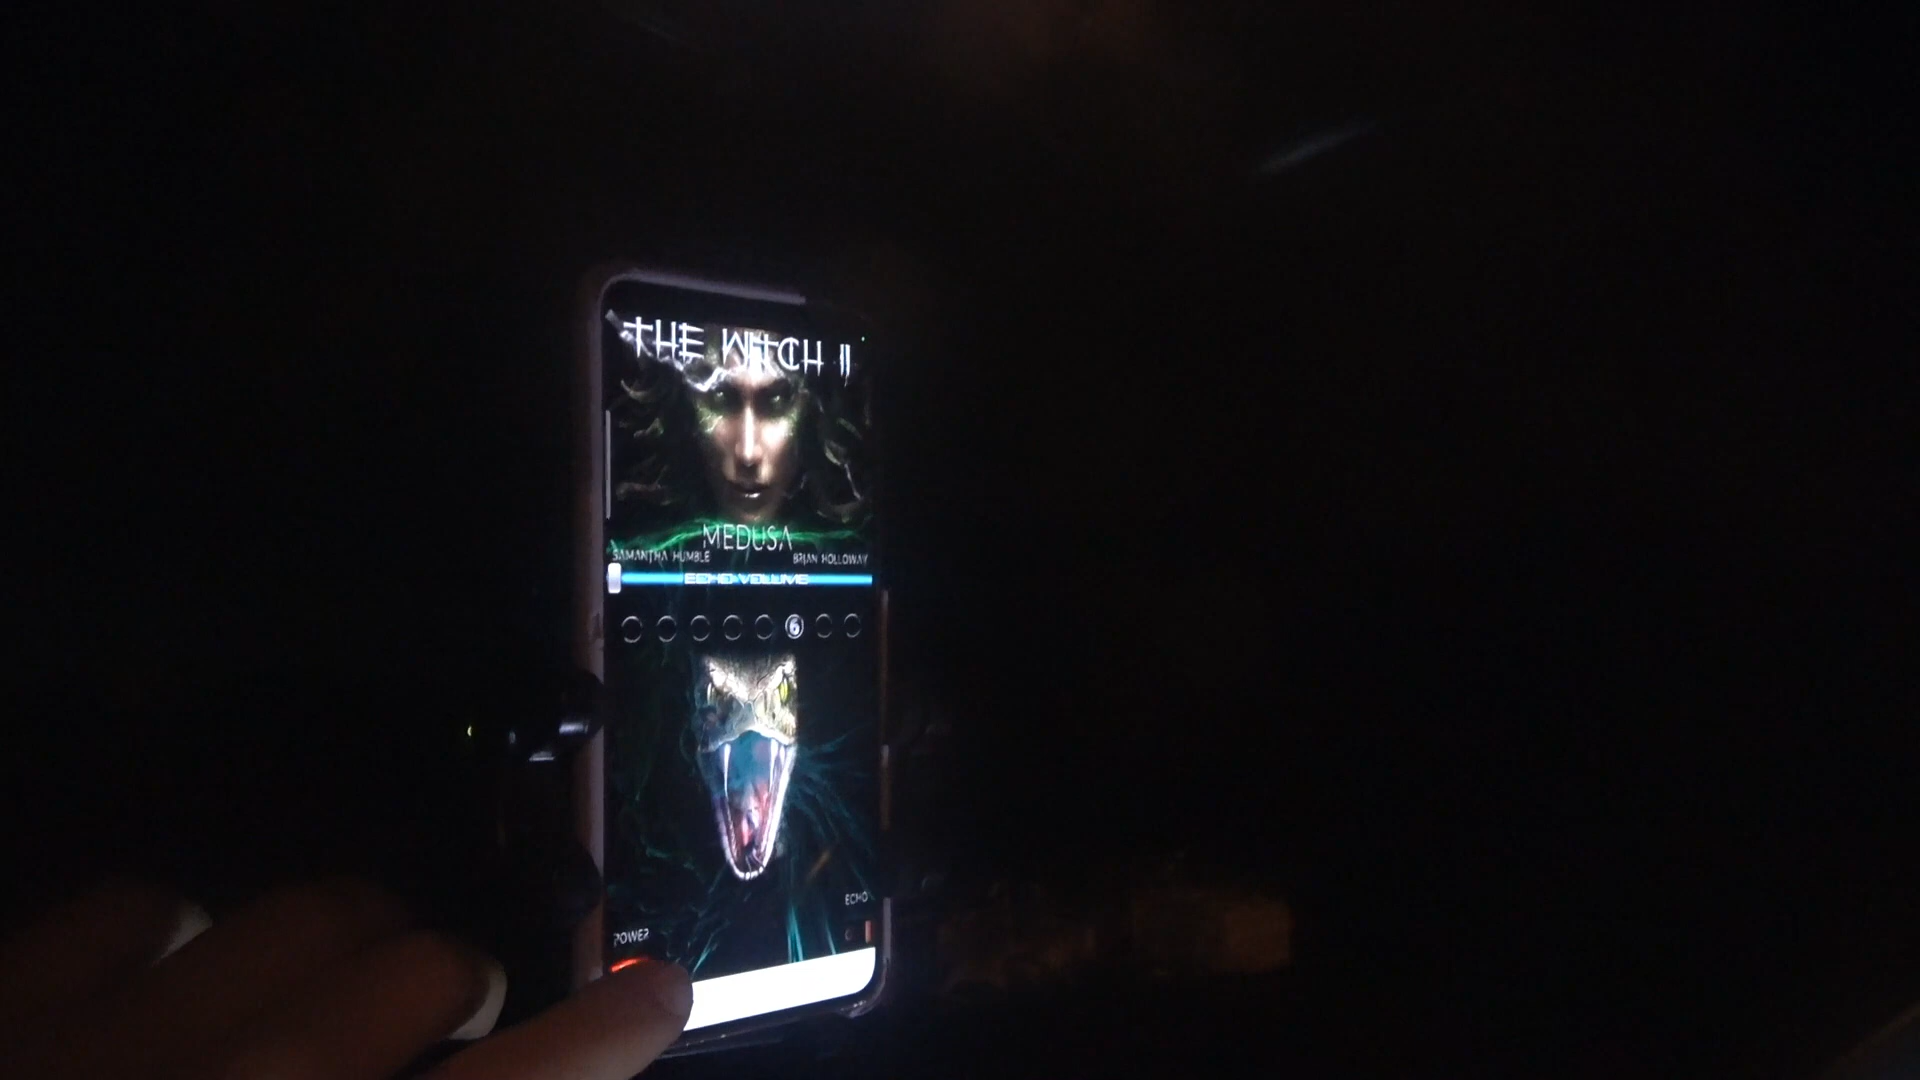 THE WITCH II
MEDUSA
SAMANTHA HUMBLE BRIAN HOLLOWAY
ECHO VOLUME
6
ECHO
POWER